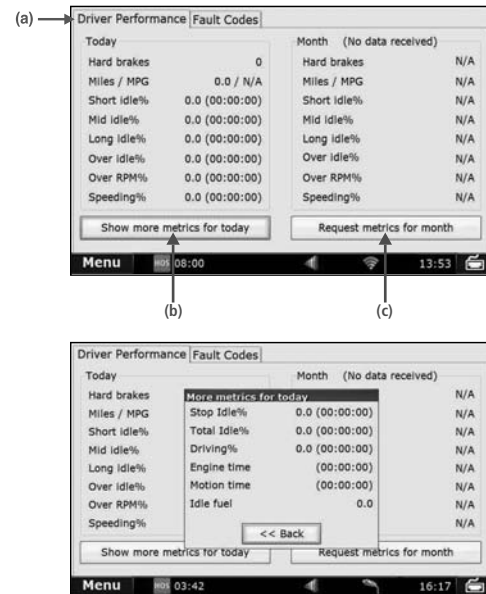 (a)
Driver Performance Fault Codes
Today Month (No data received)
Hard brakes 0 Hard brakes N/A
Miles / MPG 0.0 / N/A Miles / MPG N/A
Short idle% 0.0 (00:00:00) Short idle% N/A
Mid idle% 0.0 (00:00:00) Mid idle% N/A
Long idle% 0.0 (00:00:00) Long idle% N/A
Over idle% 0.0 (00:00:00) Over idle% N/A
Over RPM% 0.0 (00:00:00) Over RPM% N/A
Speeding% 0.0 (00:00:00) Speeding% N/A
Show more metrics for today Request metrics for month
Menu HOS 08:00 13:53
(b) (c)
Driver Performance Fault Codes
Today Month (No data received)
Hard brakes More metrics for today N/A
Miles / MPG Stop Idle% 0.0 (00:00:00) N/A
Short idle% Total Idle% 0.0 (00:00:00) N/A
Mid idle% Driving% 0.0 (00:00:00) N/A
Long idle% Engine time (00:00:00) N/A
Over idle% Motion time (00:00:00) N/A
Over RPM% Idle fuel 0.0 N/A
Speeding% << Back N/A
Show more metrics for today Request metrics for month
Menu HOS 03:42 16:17